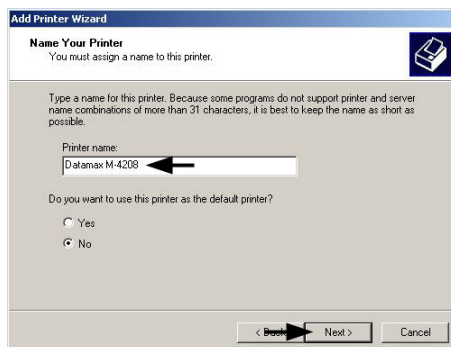 Add Printer Wizard
Name Your Printer
You must assign a name to this printer.
Type a name for this printer. Because some programs do not support printer and server
name combinations of more than 31 characters, it is best to keep the name as short as
possible.
Printer name:
Datamax M-4208
Do you want to use this printer as the default printer?
Yes
No
< Back
Next >
Cancel